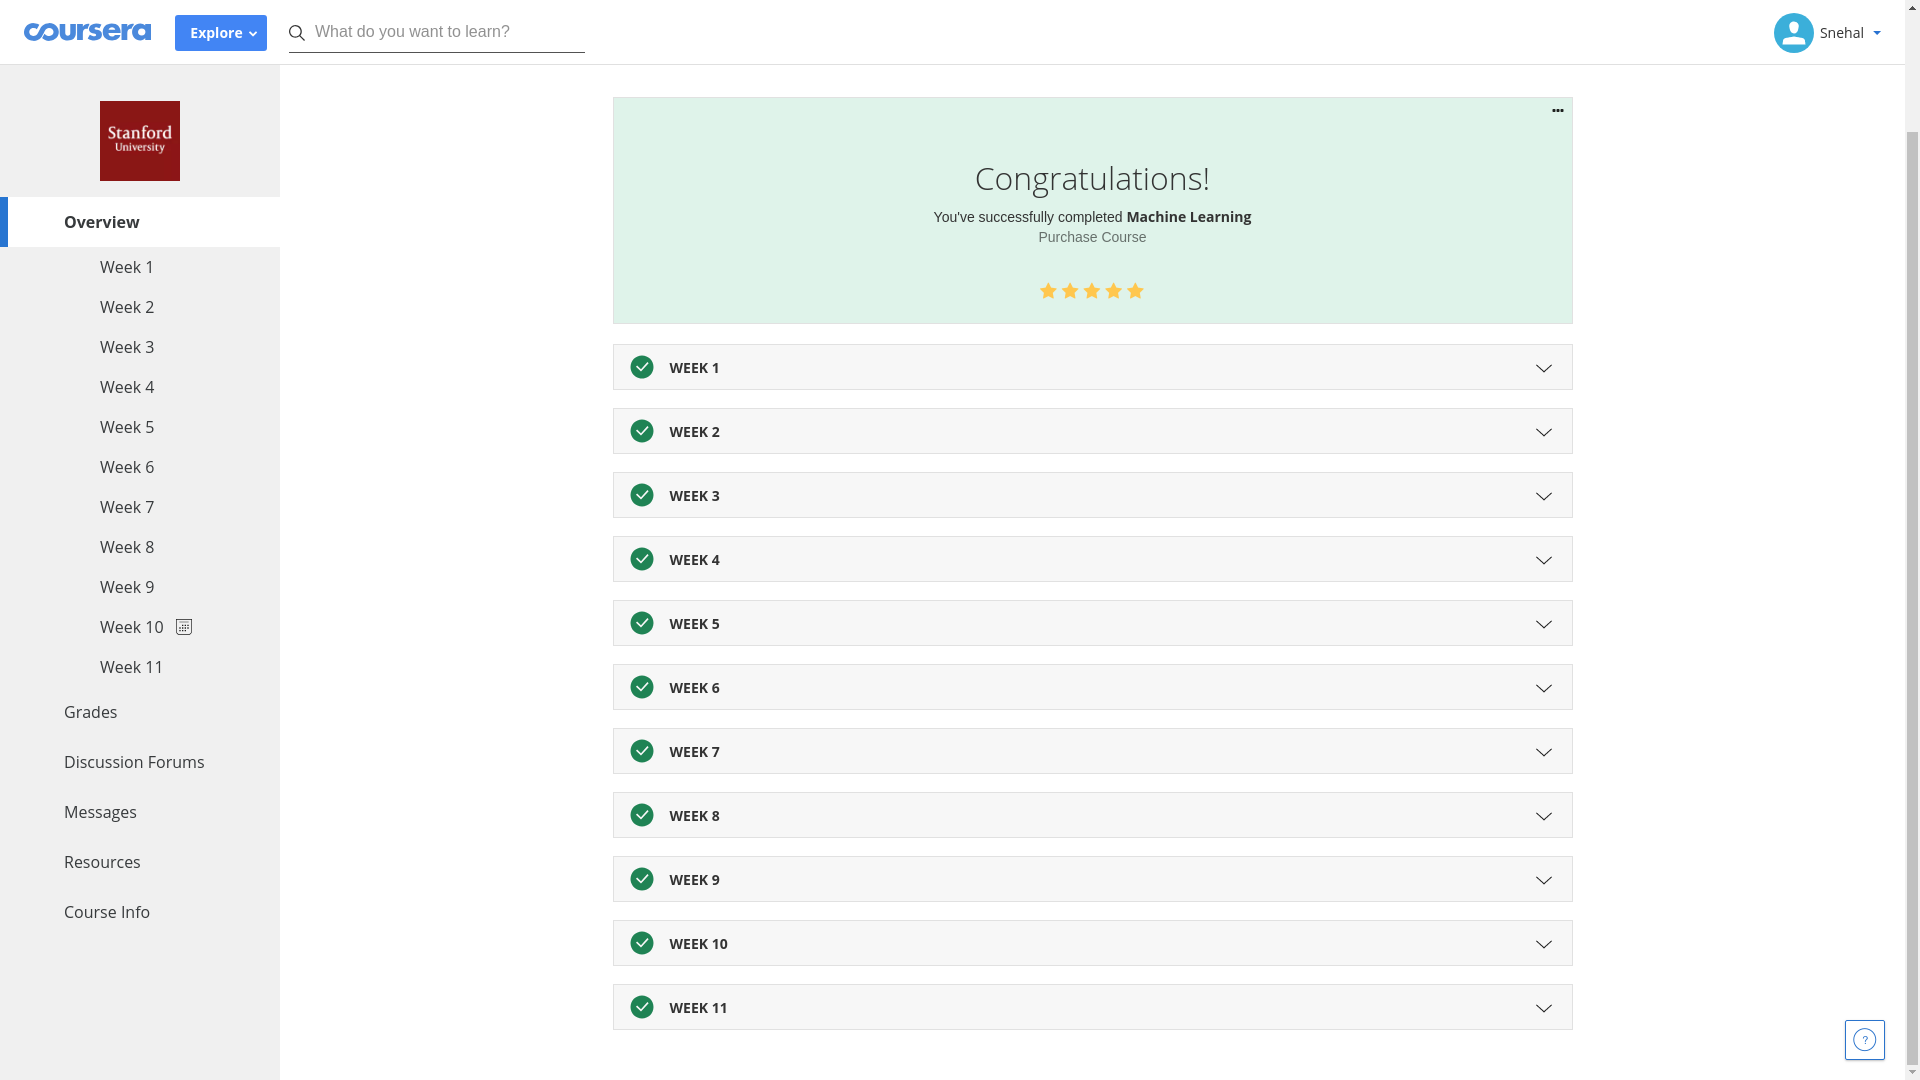 coursera
Explore
What do you want to learn?
Snehal
Stanford
University
Overview
Week 1
Week 2
Week 3
Week 4
Week 5
Week 6
Week 7
Week 8
Week 9
Week 10
Week 11
Grades
Discussion Forums
Messages
Resources
Course Info
Congratulations!
You've successfully completed Machine Learning
Purchase Course
WEEK 1
WEEK 2
WEEK 3
WEEK 4
WEEK 5
WEEK 6
WEEK 7
WEEK 8
WEEK 9
WEEK 10
WEEK 11
?